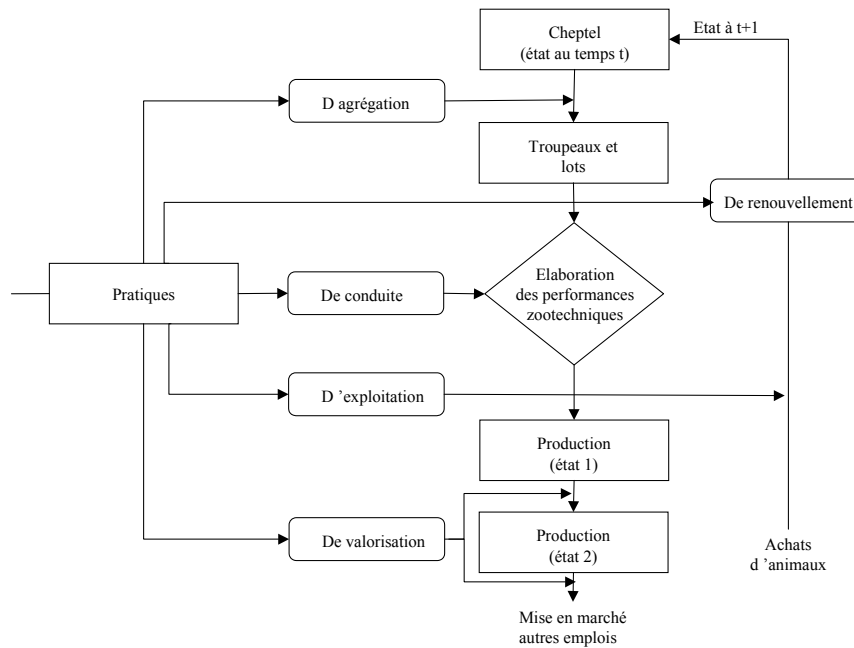 Cheptel
(état au temps t)
Etat à t+1
D agrégation
Troupeaux et
lots
De renouvellement
Pratiques
De conduite
Elaboration
des performances
zootechniques
D ’exploitation
Production
(état 1)
De valorisation
Production
(état 2)
Achats
d ’animaux
Mise en marché
autres emplois